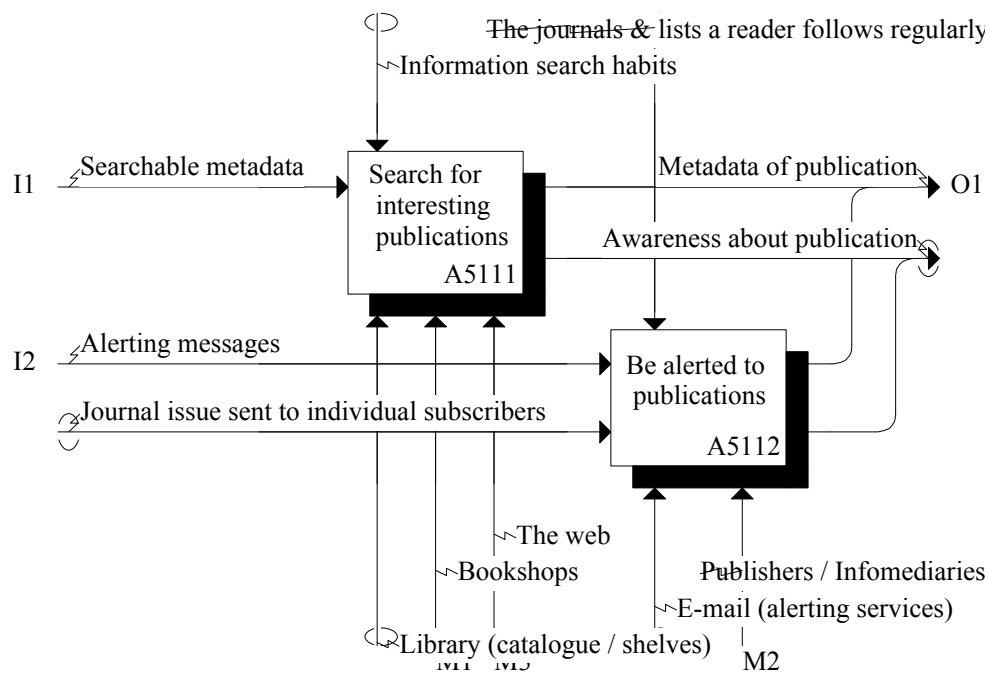 The journals & lists a reader follows regularly
Information search habits
I1
Searchable metadata
Search for
interesting
publications
A5111
Metadata of publication
O1
Awareness about publication
I2
Alerting messages
Journal issue sent to individual subscribers
Be alerted to
publications
A5112
The web
Bookshops
Publishers / Infomediaries
E-mail (alerting services)
Library (catalogue / shelves)
M2